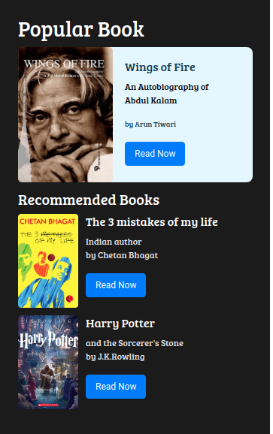 Popular Book
WINGS OF FIRE
Wings of Fire
An Autobiography of
Abdul Kalam
by Arun Tiwari
Read Now
Recommended Books
CHETAN BHAGAT
THE 3 MISTAKES
OF MY LIFE
The 3 mistakes of my life
Indian author
by Chetan Bhagat
Read Now
Harry Potter
Harry Potter
and the Sorcerer's Stone
by J.K.Rowling
Read Now